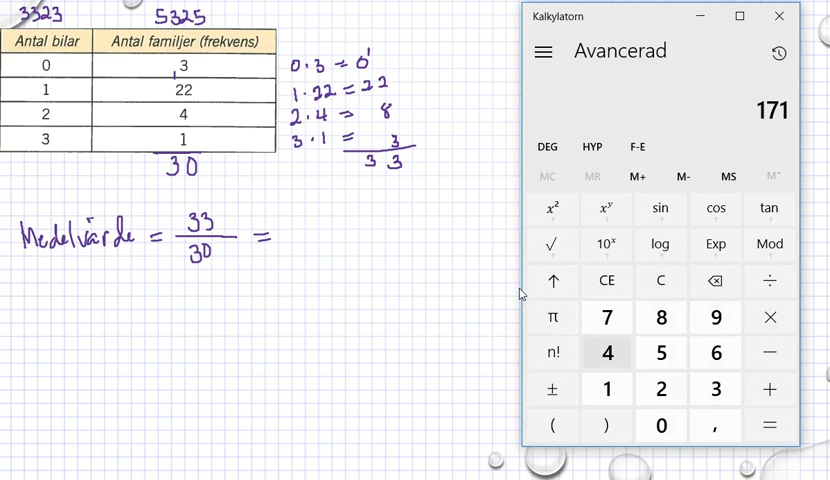 3323 5325
Antal bilar Antal familjer (frekvens)
0 3
1 22
2 4
3 1
30
0 · 3 = 0
1 · 22 = 22
2 · 4 = 8
3 · 1 = 3
33
Medelvärde = 33/30 =
Kalkylatorn
Avancerad
171
DEG HYP F-E
MC MR M+ M- MS M˅
x² xʸ sin cos tan
√ 10ˣ log Exp Mod
↑ CE C ⌫ ÷
π 7 8 9 ×
n! 4 5 6 −
± 1 2 3 +
( ) 0 , =